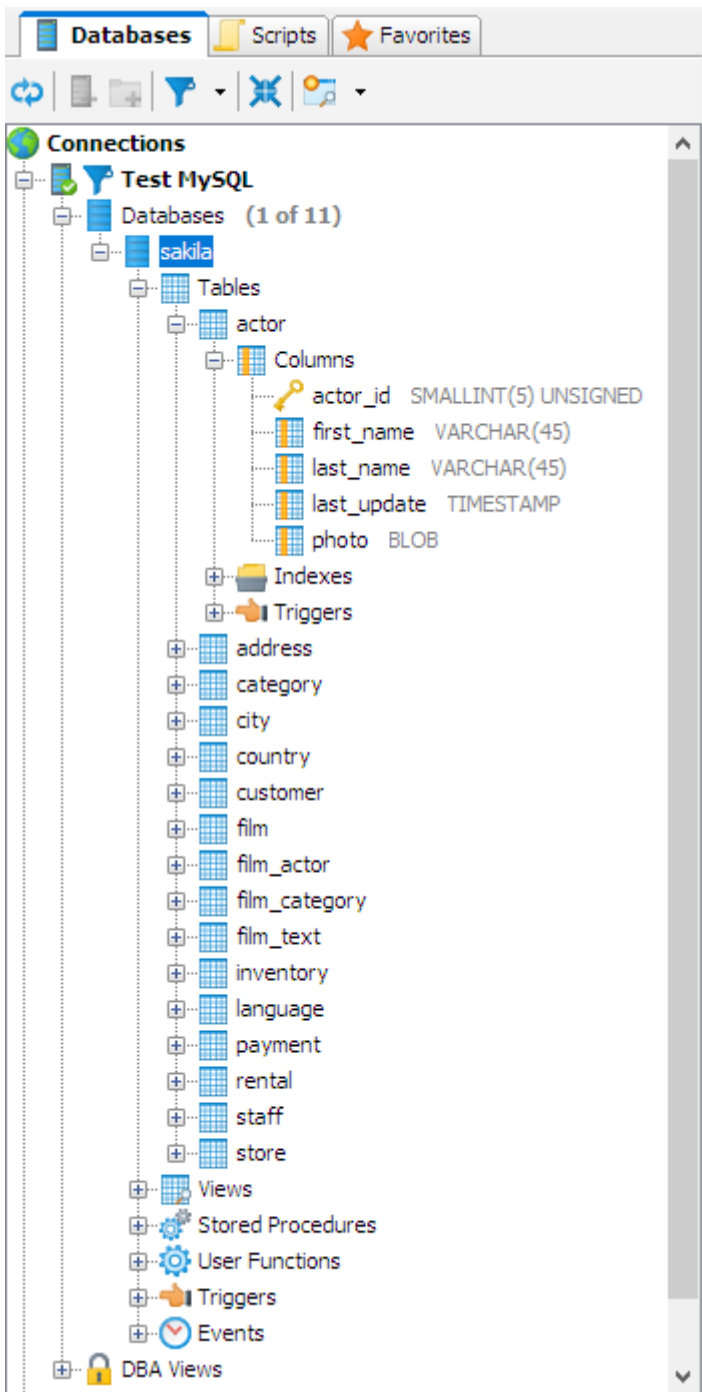 Databases Scripts Favorites
Connections
Test MySQL
Databases (1 of 11)
sakila
Tables
actor
Columns
actor_id SMALLINT(5) UNSIGNED
first_name VARCHAR(45)
last_name VARCHAR(45)
last_update TIMESTAMP
photo BLOB
Indexes
Triggers
address
category
city
country
customer
film
film_actor
film_category
film_text
inventory
language
payment
rental
staff
store
Views
Stored Procedures
User Functions
Triggers
Events
DBA Views